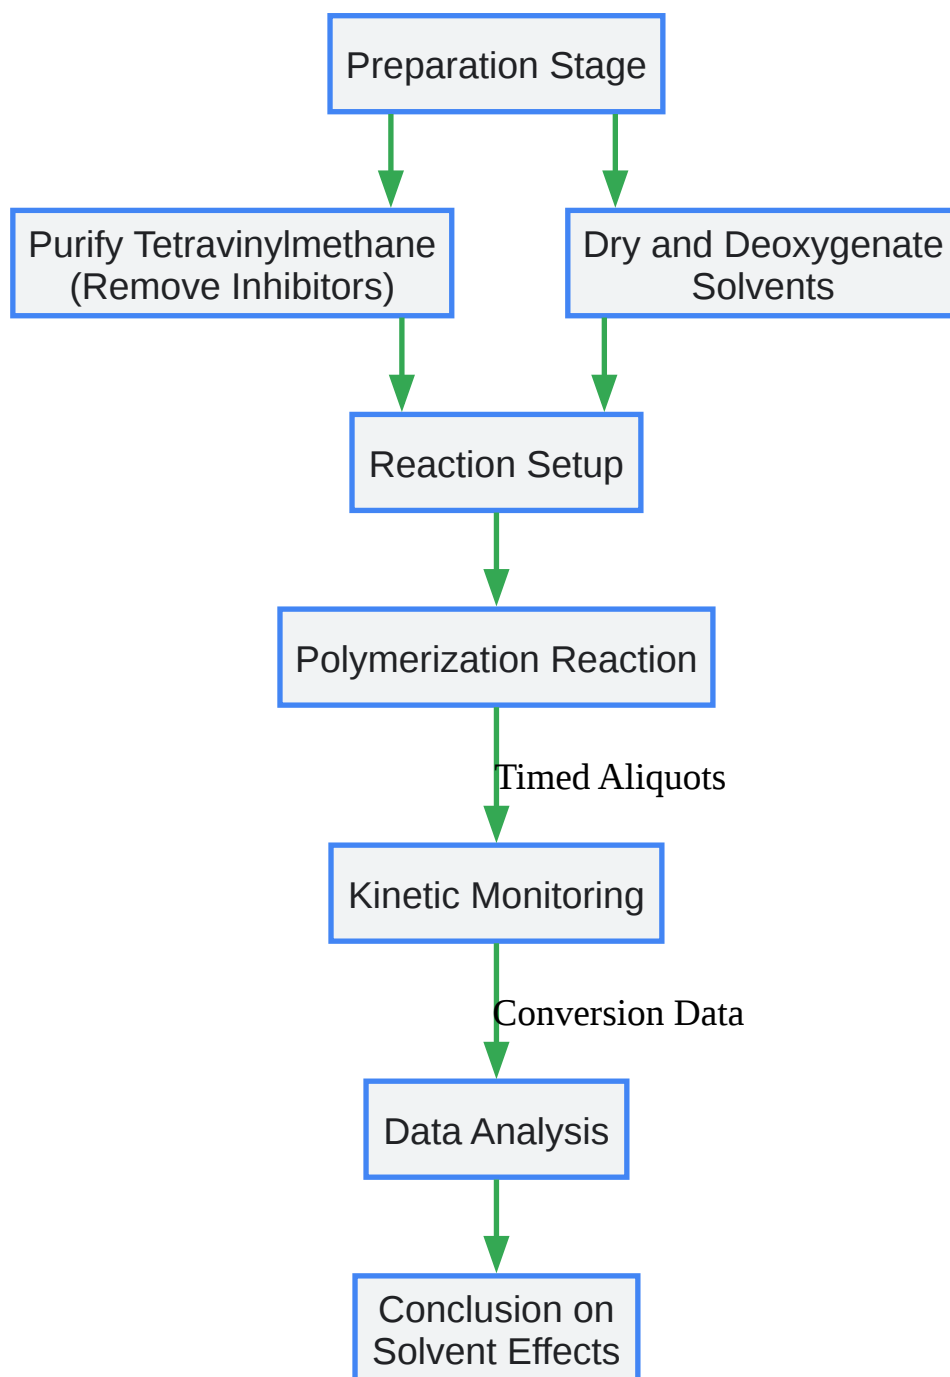 Preparation Stage
Purify Tetravinylmethane
(Remove Inhibitors)
Dry and Deoxygenate
Solvents
Reaction Setup
Polymerization Reaction
Timed Aliquots
Kinetic Monitoring
Conversion Data
Data Analysis
Conclusion on
Solvent Effects